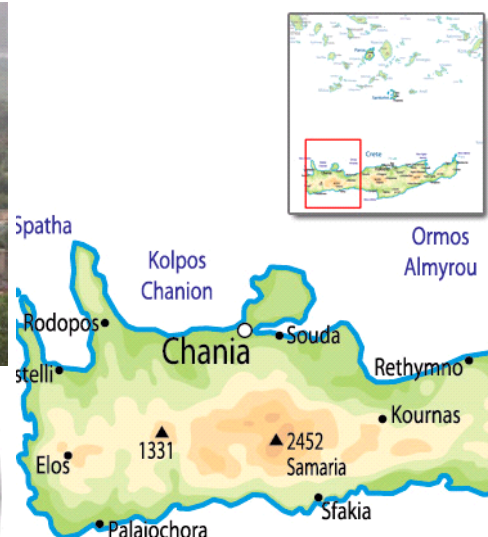 Crete
Spatha
Kolpos
Chanion
Ormos
Almyrou
Rodopos
Chania
Souda
stelli
Rethymno
Kournas
1331
2452
Samaria
Elos
Sfakia
Palaiochora